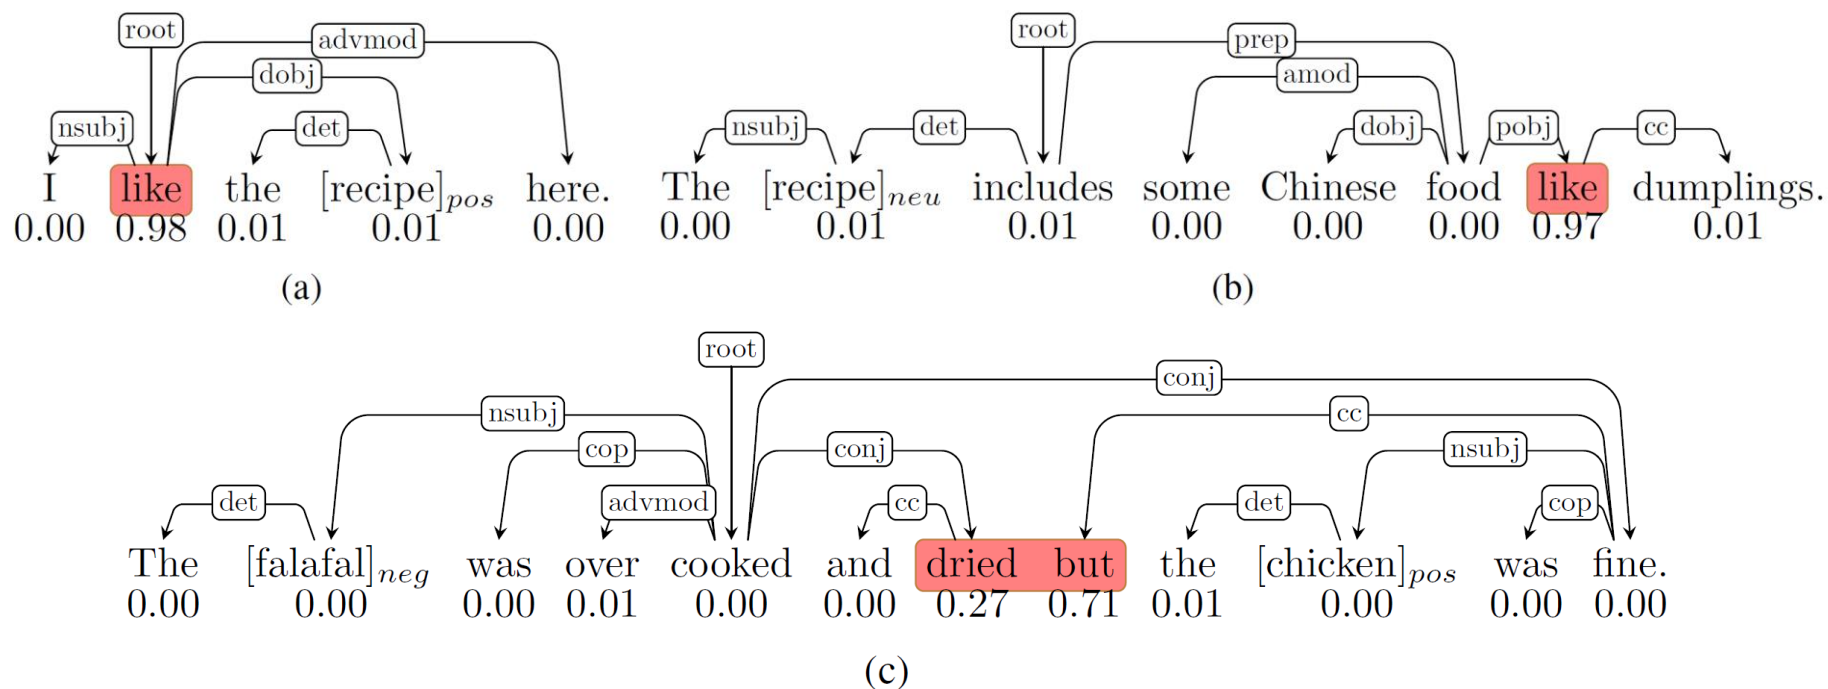 root
advmod
dobj
nsubj
det
I like the [recipe]pos here.
0.00 0.98 0.01 0.01 0.00
(a)
root
prep
amod
nsubj det dobj pobj cc
The [recipe]neu includes some Chinese food like dumplings.
0.00 0.01 0.01 0.00 0.00 0.00 0.97 0.01
(b)
root
conj
nsubj cc
cop conj nsubj
det advmod cc det cop
The [falafal]neg was over cooked and dried but the [chicken]pos was fine.
0.00 0.00 0.00 0.01 0.00 0.00 0.27 0.71 0.01 0.00 0.00 0.00
(c)